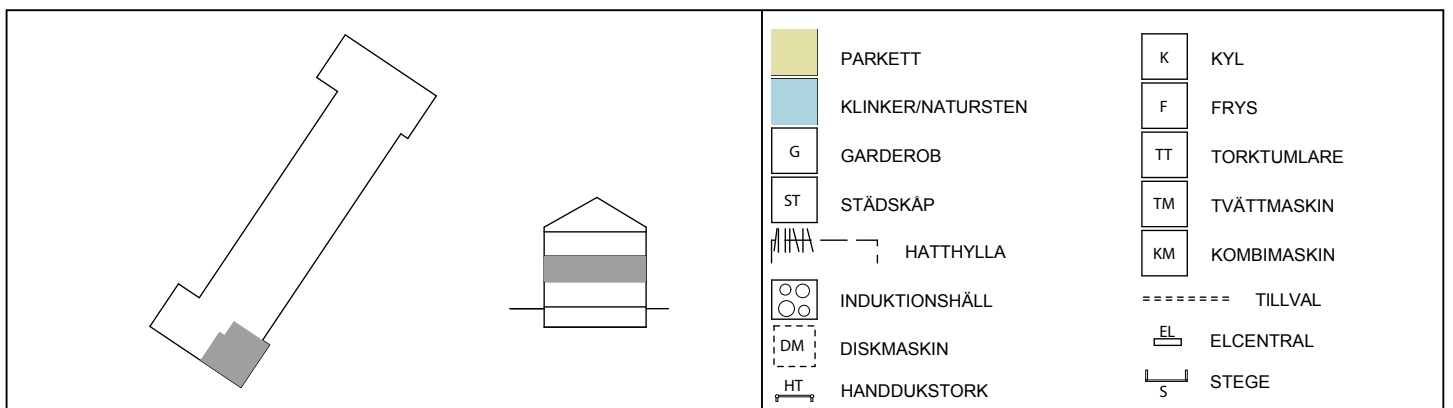 PARKETT
KLINKER/NATURSTEN
G GARDEROB
ST STÄDSKÅP
HATTHYLLA
INDUKTIONSHÄLL
DM DISKMASKIN
HT HANDDUKSTORK
K KYL
F FRYS
TT TORKTUMLARE
TM TVÄTTMASKIN
KM KOMBIMASKIN
TILLVAL
EL ELCENTRAL
S STEGE